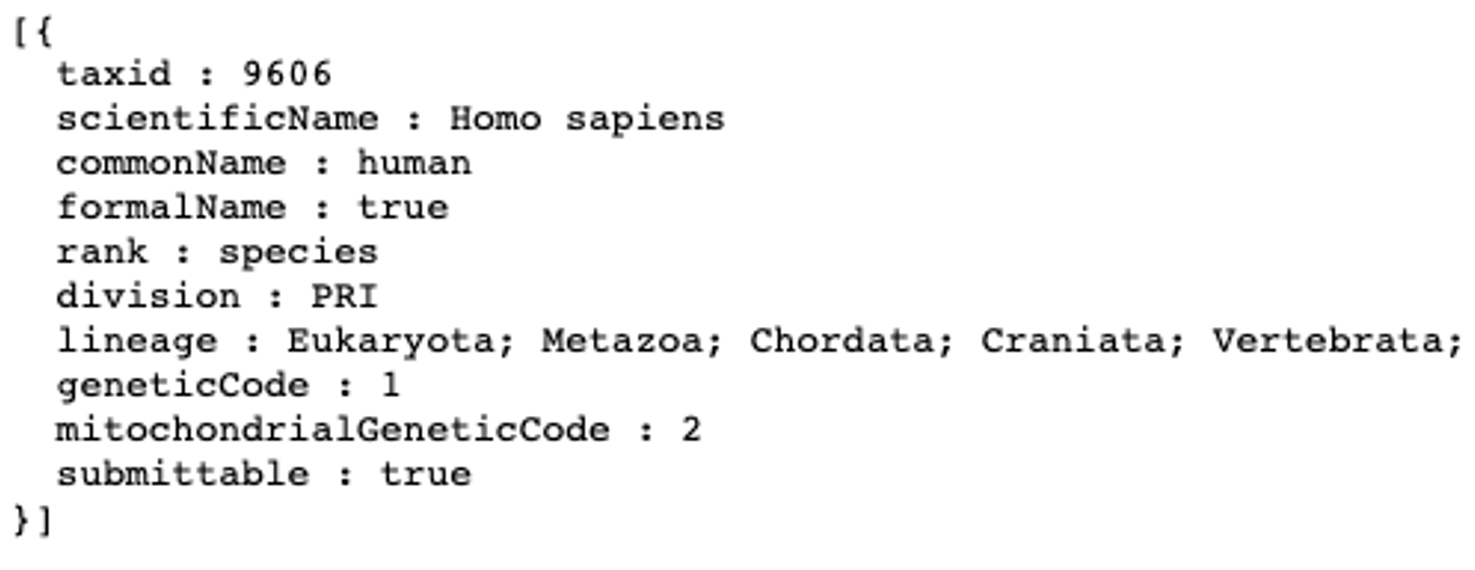 [{
taxid : 9606
scientificName : Homo sapiens
commonName : human
formalName : true
rank : species
division : PRI
lineage : Eukaryota; Metazoa; Chordata; Craniata; Vertebrata;
geneticCode : 1
mitochondrialGeneticCode : 2
submittable : true
}]